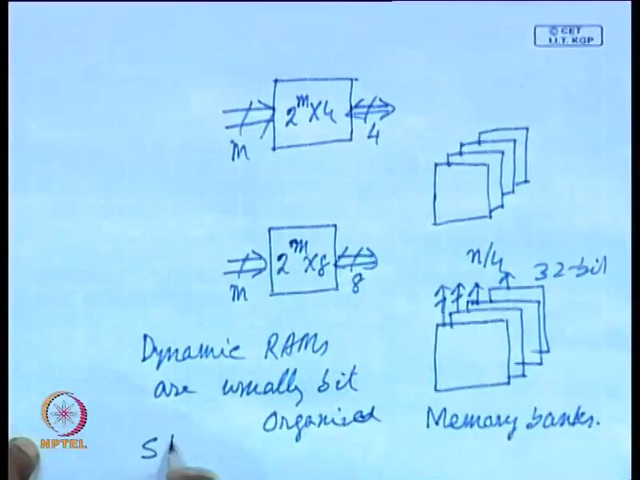 © CET
I.I.T. KGP
2^m X 4
m
4
2^m X 8
m
8
n/4
32-bit
Dynamic RAMs
are usually bit
Organised
Memory banks.
S
NPTEL